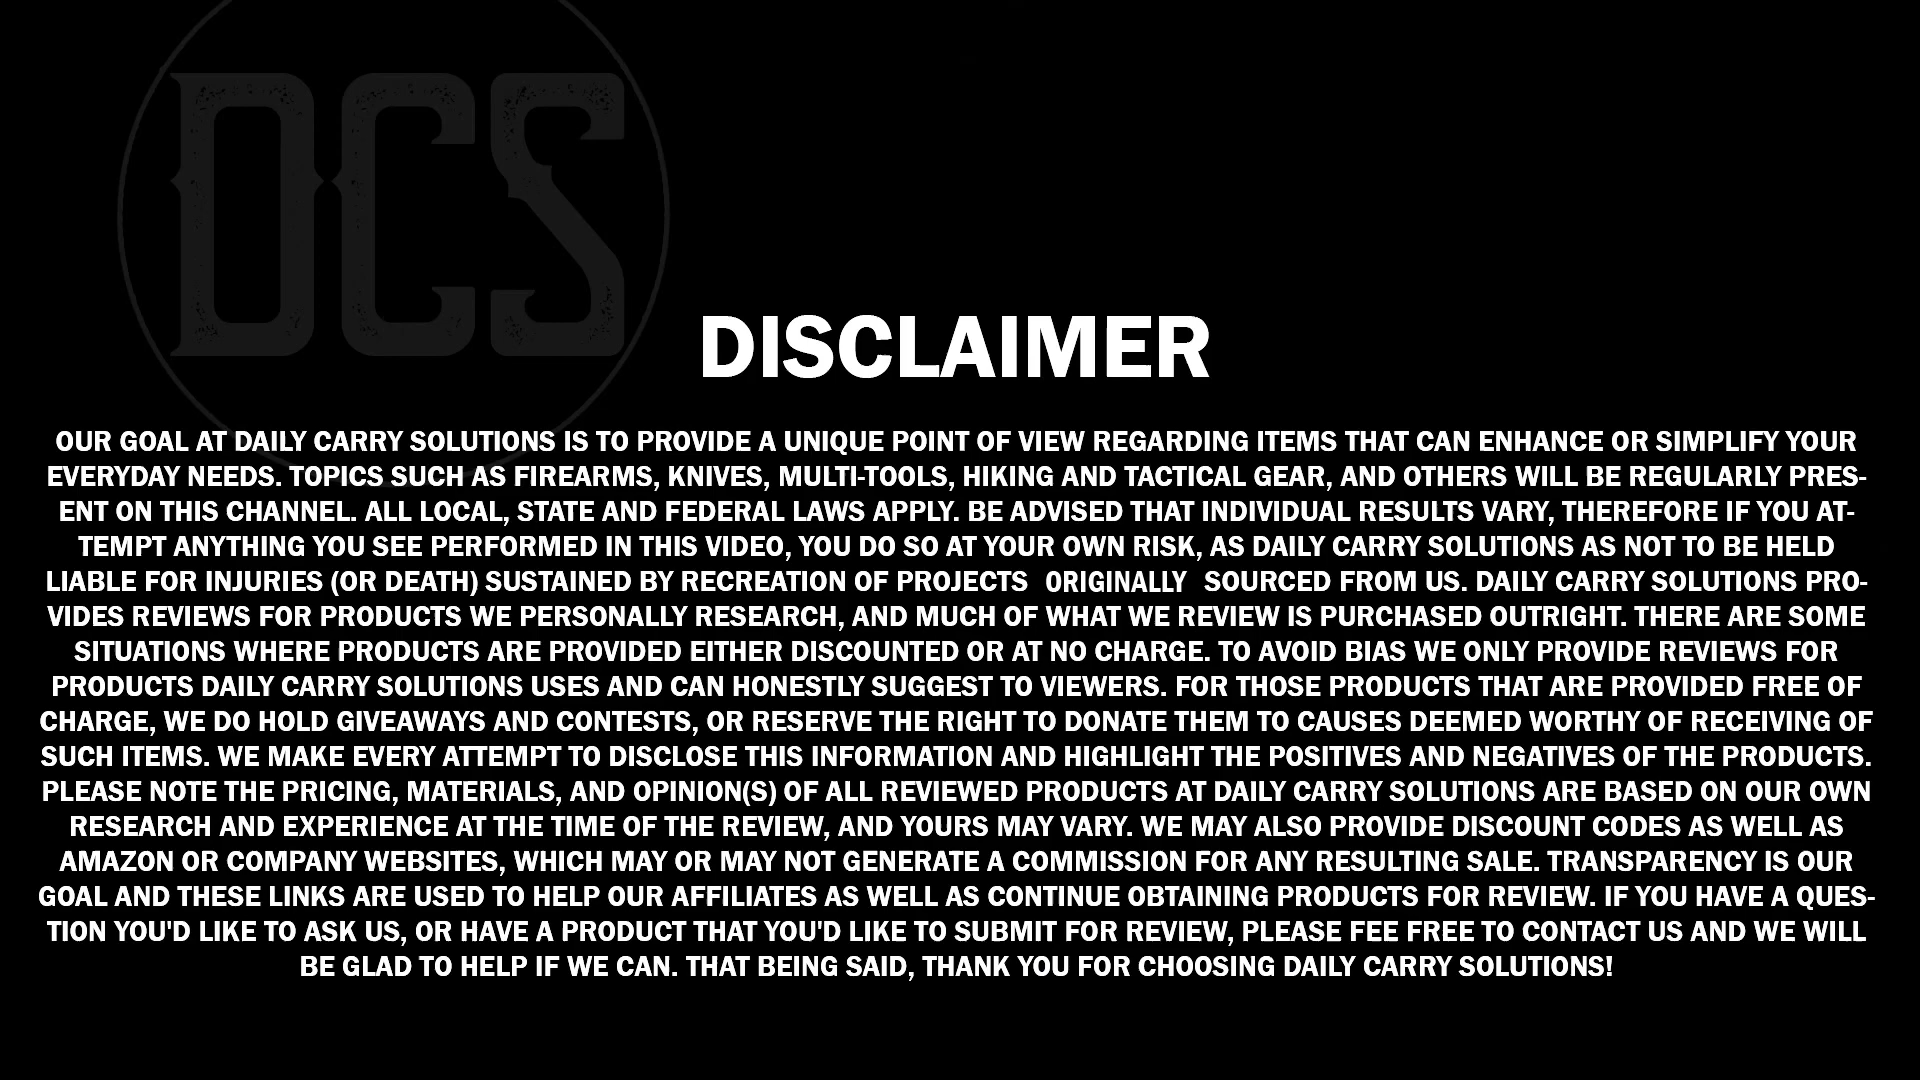 DCS
DISCLAIMER
OUR GOAL AT DAILY CARRY SOLUTIONS IS TO PROVIDE A UNIQUE POINT OF VIEW REGARDING ITEMS THAT CAN ENHANCE OR SIMPLIFY YOUR
EVERYDAY NEEDS. TOPICS SUCH AS FIREARMS, KNIVES, MULTI-TOOLS, HIKING AND TACTICAL GEAR, AND OTHERS WILL BE REGULARLY PRES-
ENT ON THIS CHANNEL. ALL LOCAL, STATE AND FEDERAL LAWS APPLY. BE ADVISED THAT INDIVIDUAL RESULTS VARY, THEREFORE IF YOU AT-
TEMPT ANYTHING YOU SEE PERFORMED IN THIS VIDEO, YOU DO SO AT YOUR OWN RISK, AS DAILY CARRY SOLUTIONS AS NOT TO BE HELD
LIABLE FOR INJURIES (OR DEATH) SUSTAINED BY RECREATION OF PROJECTS ORIGINALLY SOURCED FROM US. DAILY CARRY SOLUTIONS PRO-
VIDES REVIEWS FOR PRODUCTS WE PERSONALLY RESEARCH, AND MUCH OF WHAT WE REVIEW IS PURCHASED OUTRIGHT. THERE ARE SOME
SITUATIONS WHERE PRODUCTS ARE PROVIDED EITHER DISCOUNTED OR AT NO CHARGE. TO AVOID BIAS WE ONLY PROVIDE REVIEWS FOR
PRODUCTS DAILY CARRY SOLUTIONS USES AND CAN HONESTLY SUGGEST TO VIEWERS. FOR THOSE PRODUCTS THAT ARE PROVIDED FREE OF
CHARGE, WE DO HOLD GIVEAWAYS AND CONTESTS, OR RESERVE THE RIGHT TO DONATE THEM TO CAUSES DEEMED WORTHY OF RECEIVING OF
SUCH ITEMS. WE MAKE EVERY ATTEMPT TO DISCLOSE THIS INFORMATION AND HIGHLIGHT THE POSITIVES AND NEGATIVES OF THE PRODUCTS.
PLEASE NOTE THE PRICING, MATERIALS, AND OPINION(S) OF ALL REVIEWED PRODUCTS AT DAILY CARRY SOLUTIONS ARE BASED ON OUR OWN
RESEARCH AND EXPERIENCE AT THE TIME OF THE REVIEW, AND YOURS MAY VARY. WE MAY ALSO PROVIDE DISCOUNT CODES AS WELL AS
AMAZON OR COMPANY WEBSITES, WHICH MAY OR MAY NOT GENERATE A COMMISSION FOR ANY RESULTING SALE. TRANSPARENCY IS OUR
GOAL AND THESE LINKS ARE USED TO HELP OUR AFFILIATES AS WELL AS CONTINUE OBTAINING PRODUCTS FOR REVIEW. IF YOU HAVE A QUES-
TION YOU'D LIKE TO ASK US, OR HAVE A PRODUCT THAT YOU'D LIKE TO SUBMIT FOR REVIEW, PLEASE FEE FREE TO CONTACT US AND WE WILL
BE GLAD TO HELP IF WE CAN. THAT BEING SAID, THANK YOU FOR CHOOSING DAILY CARRY SOLUTIONS!